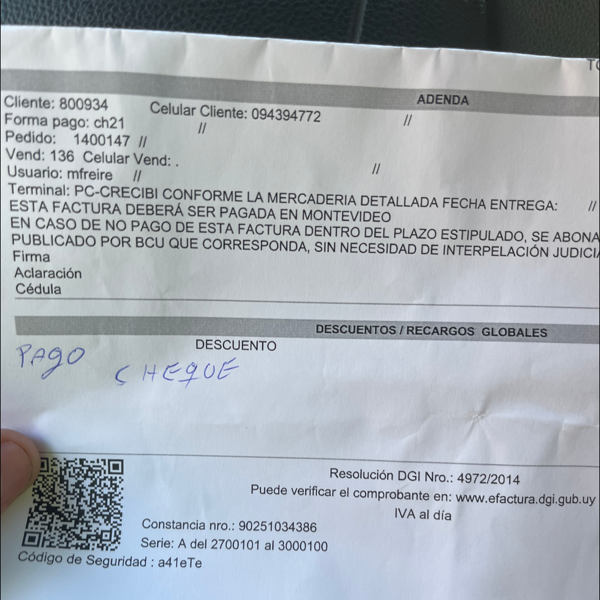 ADENDA
Cliente: 800934 Celular Cliente: 094394772 //
Forma pago: ch21 //
Pedido: 1400147 //
Vend: 136 Celular Vend: . //
Usuario: mfreire //
Terminal: PC-CRECIBI CONFORME LA MERCADERIA DETALLADA FECHA ENTREGA: //
ESTA FACTURA DEBERÁ SER PAGADA EN MONTEVIDEO
EN CASO DE NO PAGO DE ESTA FACTURA DENTRO DEL PLAZO ESTIPULADO, SE ABONA
PUBLICADO POR BCU QUE CORRESPONDA, SIN NECESIDAD DE INTERPELACIÓN JUDICIA
Firma
Aclaración
Cédula
DESCUENTOS / RECARGOS GLOBALES
DESCUENTO
PAGO CHEQUE
Resolución DGI Nro.: 4972/2014
Puede verificar el comprobante en: www.efactura.dgi.gub.uy
IVA al día
Constancia nro.: 90251034386
Serie: A del 2700101 al 3000100
Código de Seguridad : a41eTe